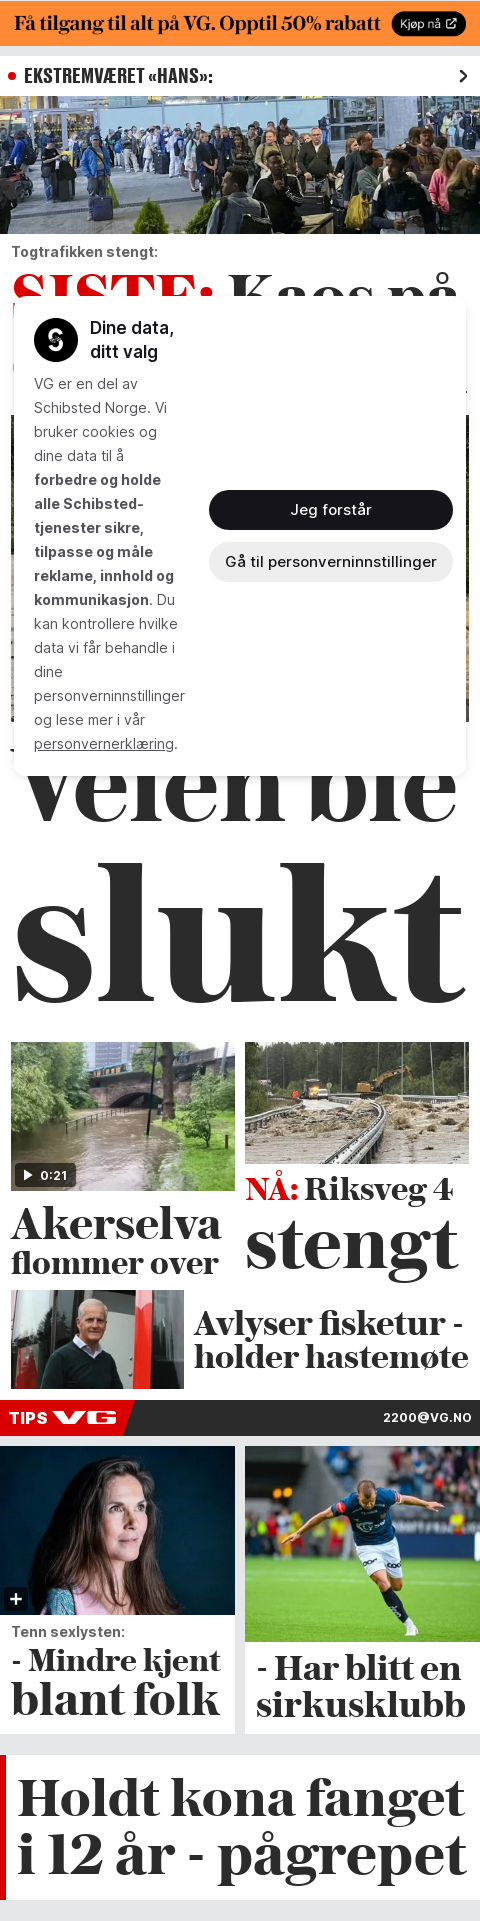 Få tilgang til alt på VG. Opptil 50% rabatt
Kjøp nå
EKSTREMVÆRET «HANS»:
Togtrafikken stengt:
SISTE: Kaos på
Dine data,
ditt valg
VG er en del av
Schibsted Norge. Vi
bruker cookies og
dine data til å
forbedre og holde
alle Schibsted-
tjenester sikre,
tilpasse og måle
reklame, innhold og
kommunikasjon. Du
kan kontrollere hvilke
data vi får behandle i
dine
personverninnstillinger
og lese mer i vår
personvernerklæring.
Jeg forstår
Gå til personverninnstillinger
Veien ble
slukt
0:21
Akerselva
flommer over
NÅ: Riksveg 4
stengt
Avlyser fisketur -
holder hastemøte
TIPS VG
2200@VG.NO
Tenn sexlysten:
- Mindre kjent
blant folk
- Har blitt en
sirkusklubb
Holdt kona fanget
i 12 år - pågrepet